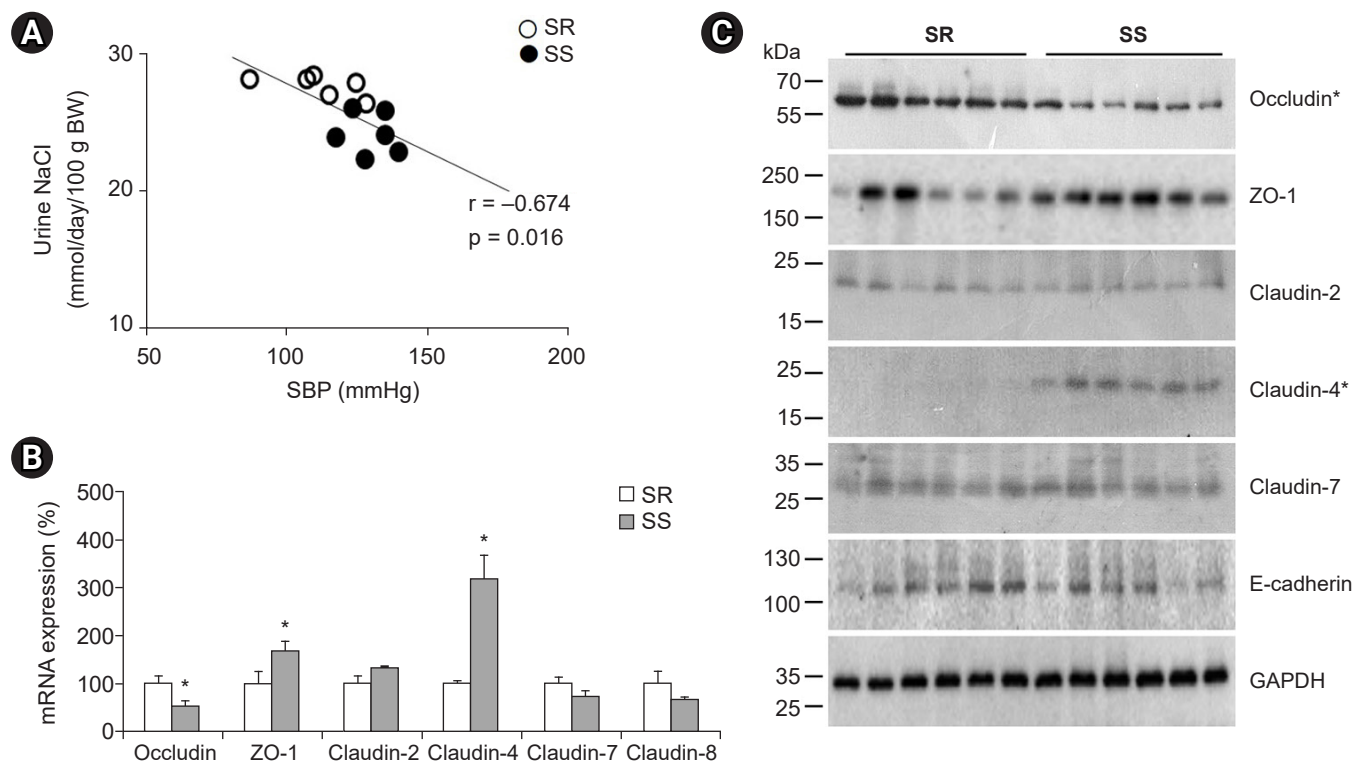 A
SR
SS
30
20
10
50
100
150
200
Urine NaCl
(mmol/day/100 g BW)
SBP (mmHg)
r = –0.674
p = 0.016
B
mRNA expression (%)
500
400
300
200
100
0
SR
SS
*
*
*
Occludin
ZO-1
Claudin-2
Claudin-4
Claudin-7
Claudin-8
C
kDa
SR
SS
70
55
Occludin*
250
150
ZO-1
25
15
Claudin-2
25
15
Claudin-4*
35
25
Claudin-7
130
100
E-cadherin
35
25
GAPDH